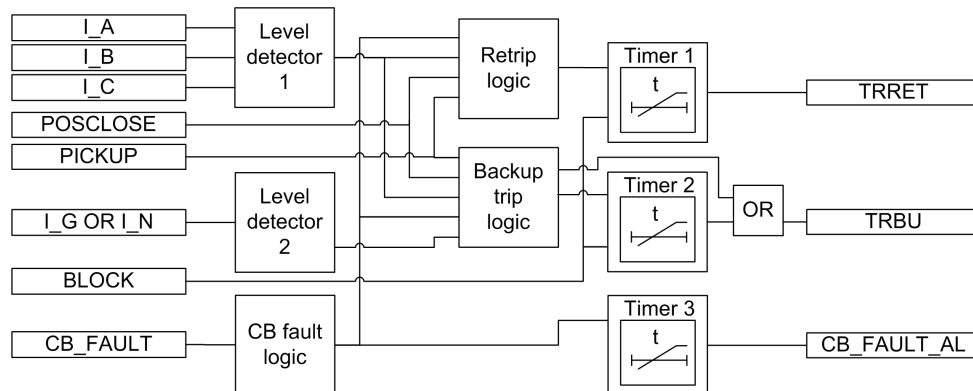 I_A
I_B
I_C
POSCLOSE
PICKUP
I_G OR I_N
BLOCK
CB_FAULT
Level
detector
1
Level
detector
2
CB fault
logic
Retrip
logic
Backup
trip
logic
Timer 1
t
Timer 2
t
Timer 3
t
OR
TRRET
TRBU
CB_FAULT_AL